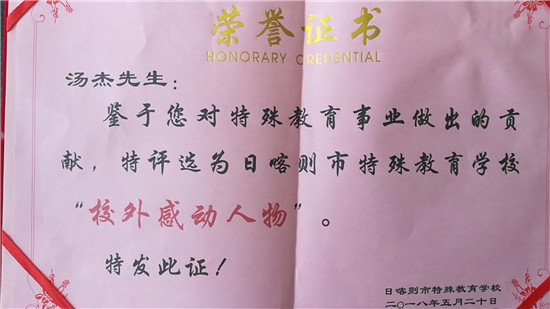 荣誉证书
HONORARY CREDENTIAL
汤杰先生：
鉴于您对特殊教育事业做出的贡
献，特评选为日喀则市特殊教育学校
“校外感动人物”。
特发此证！
日喀则市特殊教育学校
二〇一八年五月二十日